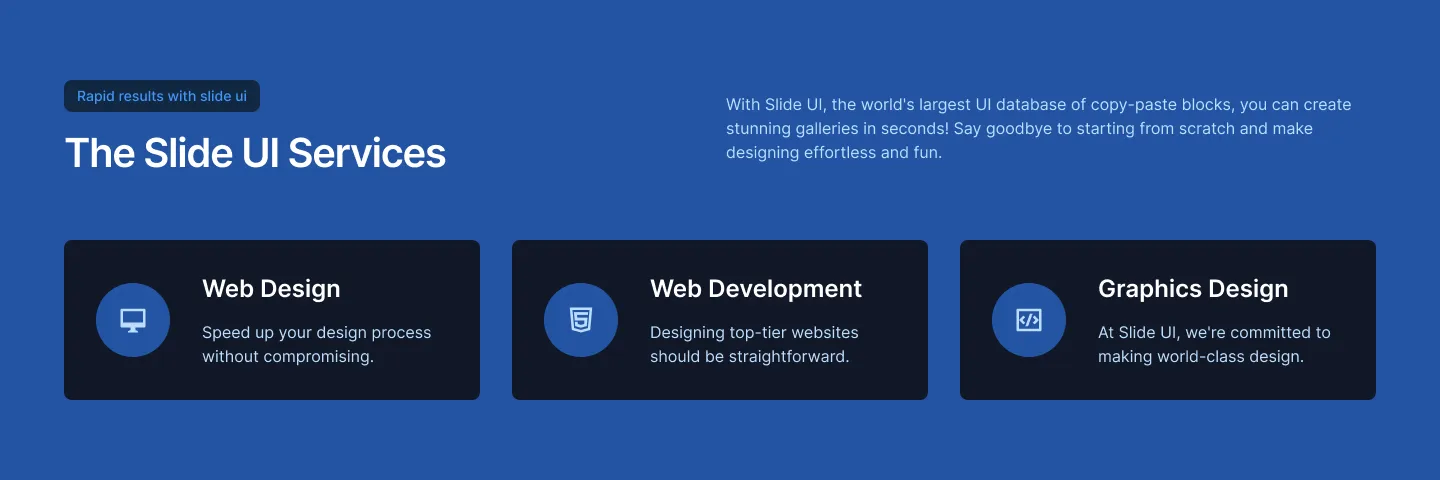 Rapid results with slide ui
The Slide UI Services
With Slide UI, the world's largest UI database of copy-paste blocks, you can create
stunning galleries in seconds! Say goodbye to starting from scratch and make
designing effortless and fun.
Web Design
Speed up your design process
without compromising.
Web Development
Designing top-tier websites
should be straightforward.
Graphics Design
At Slide UI, we're committed to
making world-class design.